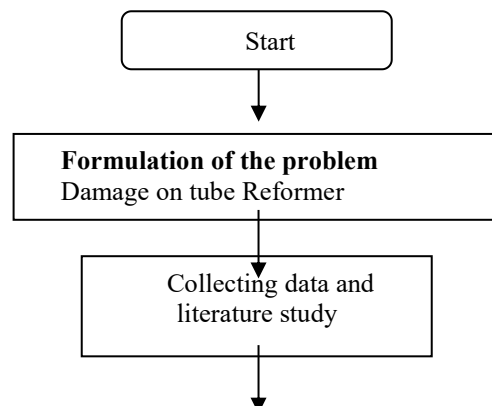 Start
Formulation of the problem
Damage on tube Reformer
Collecting data and
literature study